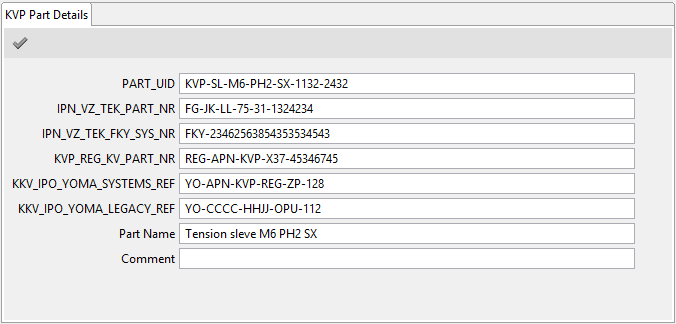 KVP Part Details
PART_UID KVP-SL-M6-PH2-SX-1132-2432
IPN_VZ_TEK_PART_NR FG-JK-LL-75-31-1324234
IPN_VZ_TEK_FKY_SYS_NR FKY-23462563854353534543
KVP_REG_KV_PART_NR REG-APN-KVP-X37-45346745
KKV_IPO_YOMA_SYSTEMS_REF YO-APN-KVP-REG-ZP-128
KKV_IPO_YOMA_LEGACY_REF YO-CCCC-HHJJ-OPU-112
Part Name Tension sleve M6 PH2 SX
Comment